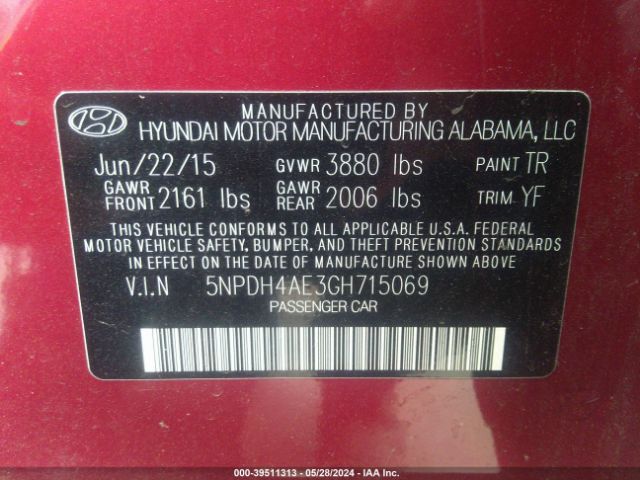 MANUFACTURED BY
HYUNDAI MOTOR MANUFACTURING ALABAMA, LLC
Jun/22/15 GVWR 3880 lbs PAINT TR
GAWR FRONT 2161 lbs GAWR REAR 2006 lbs TRIM YF
THIS VEHICLE CONFORMS TO ALL APPLICABLE U.S.A. FEDERAL
MOTOR VEHICLE SAFETY, BUMPER, AND THEFT PREVENTION STANDARDS
IN EFFECT ON THE DATE OF MANUFACTURE SHOWN ABOVE.
V.I.N 5NPDH4AE3GH715069
PASSENGER CAR
000-39511313 - 05/28/2024 - IAA Inc.